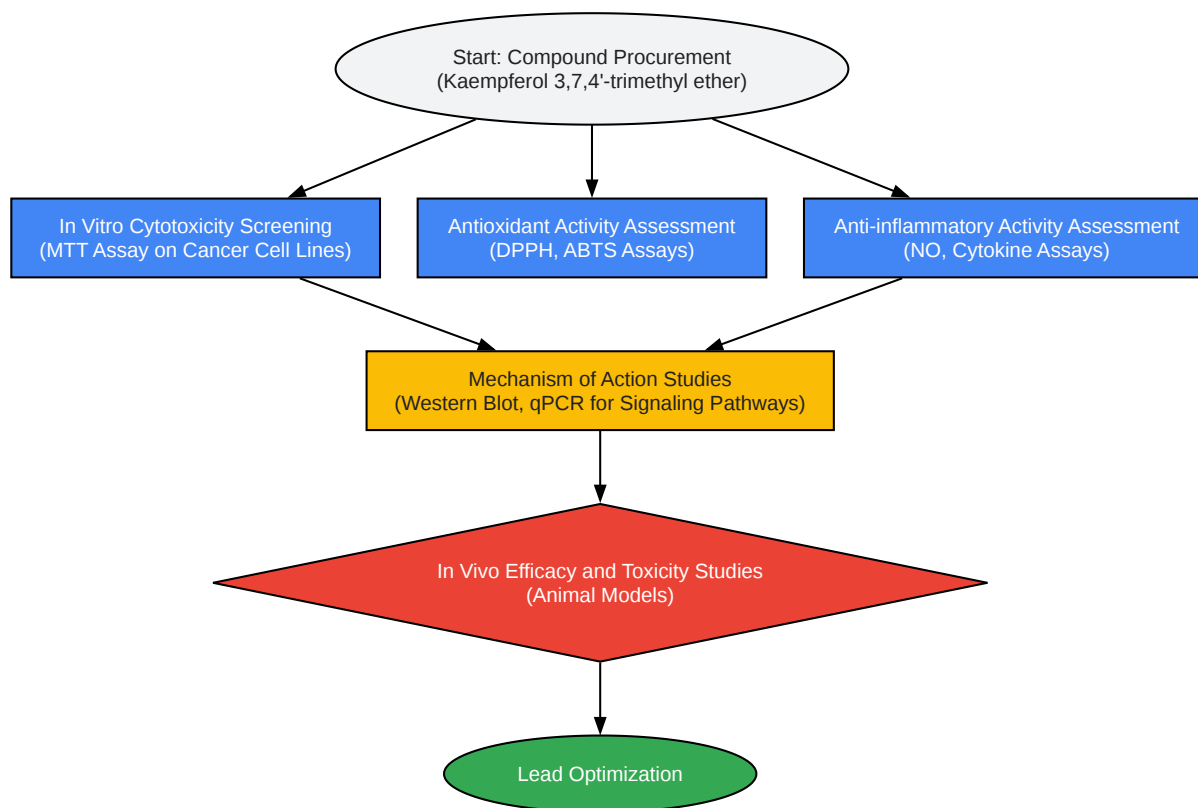 Start: Compound Procurement
(Kaempferol 3,7,4'-trimethyl ether)
In Vitro Cytotoxicity Screening
(MTT Assay on Cancer Cell Lines)
Antioxidant Activity Assessment
(DPPH, ABTS Assays)
Anti-inflammatory Activity Assessment
(NO, Cytokine Assays)
Mechanism of Action Studies
(Western Blot, qPCR for Signaling Pathways)
In Vivo Efficacy and Toxicity Studies
(Animal Models)
Lead Optimization